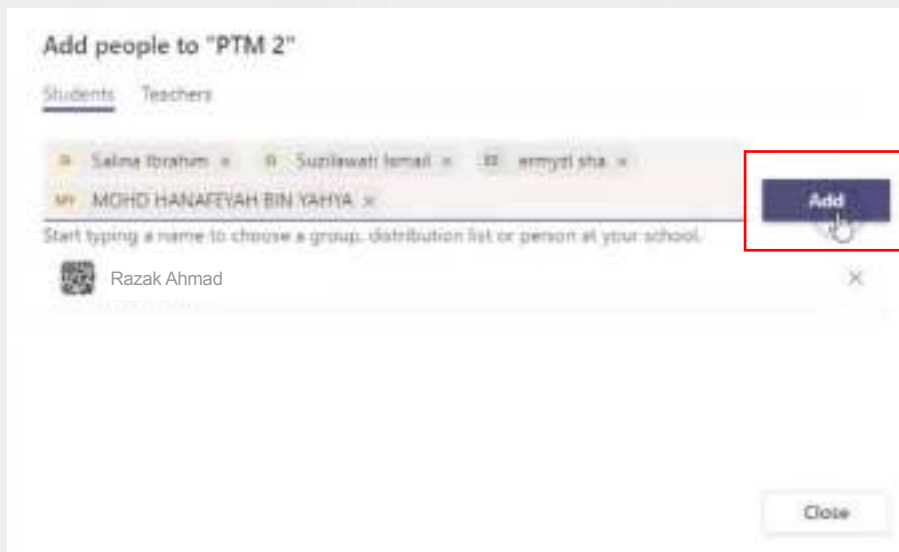 Add people to "PTM 2"
Students Teachers
Salina Ibrahim × Suzilawati Ismail × ermyzi sha ×
MY MOHD HANAFEYAH BIN YAHYA ×
Add
Start typing a name to choose a group, distribution list or person at your school.
Razak Ahmad ×
Close